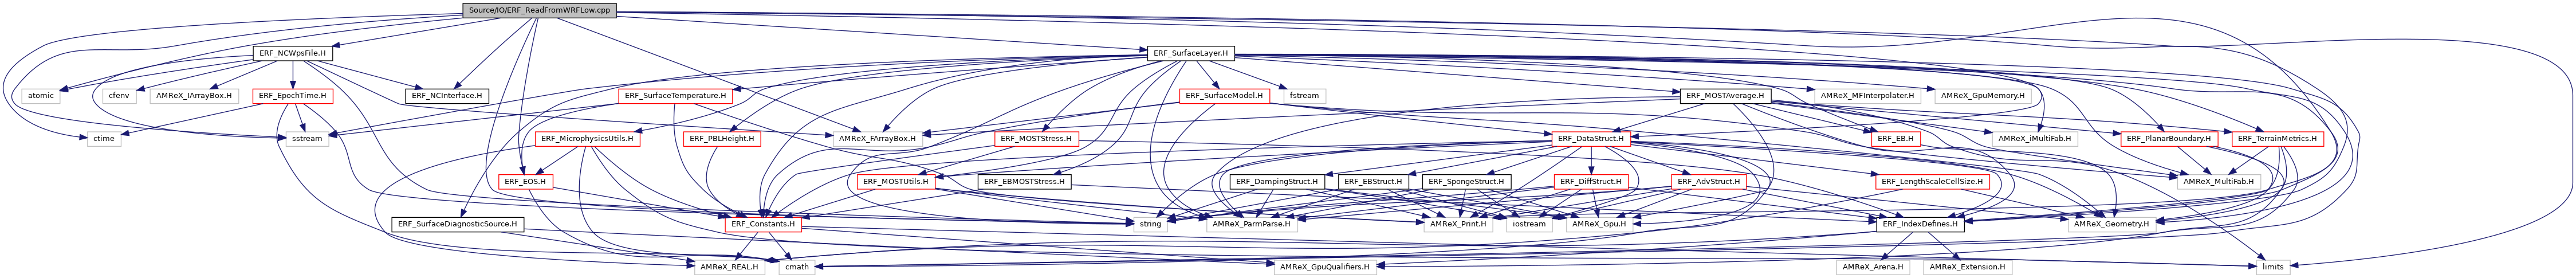 Source/IO/ERF_ReadFromWRFLow.cpp
ERF_NCWpsFile.H
ERF_SurfaceLayer.H
atomic
cfenv
AMReX_IArrayBox.H
ERF_EpochTime.H
ERF_NCInterface.H
ERF_SurfaceTemperature.H
ERF_SurfaceModel.H
fstream
ERF_MOSTAverage.H
AMReX_MFInterpolater.H
AMReX_GpuMemory.H
ctime
sstream
ERF_MicrophysicsUtils.H
ERF_PBLHeight.H
AMReX_FArrayBox.H
ERF_MOSTStress.H
ERF_DataStruct.H
ERF_EB.H
AMReX_iMultiFab.H
ERF_PlanarBoundary.H
ERF_TerrainMetrics.H
ERF_EOS.H
ERF_MOSTUtils.H
ERF_EBMOSTStress.H
ERF_DampingStruct.H
ERF_EBStruct.H
ERF_SpongeStruct.H
ERF_DiffStruct.H
ERF_AdvStruct.H
ERF_LengthScaleCellSize.H
AMReX_MultiFab.H
ERF_SurfaceDiagnosticSource.H
ERF_Constants.H
string
AMReX_ParmParse.H
AMReX_Print.H
iostream
AMReX_Gpu.H
ERF_IndexDefines.H
AMReX_Geometry.H
AMReX_REAL.H
cmath
AMReX_GpuQualifiers.H
AMReX_Arena.H
AMReX_Extension.H
limits